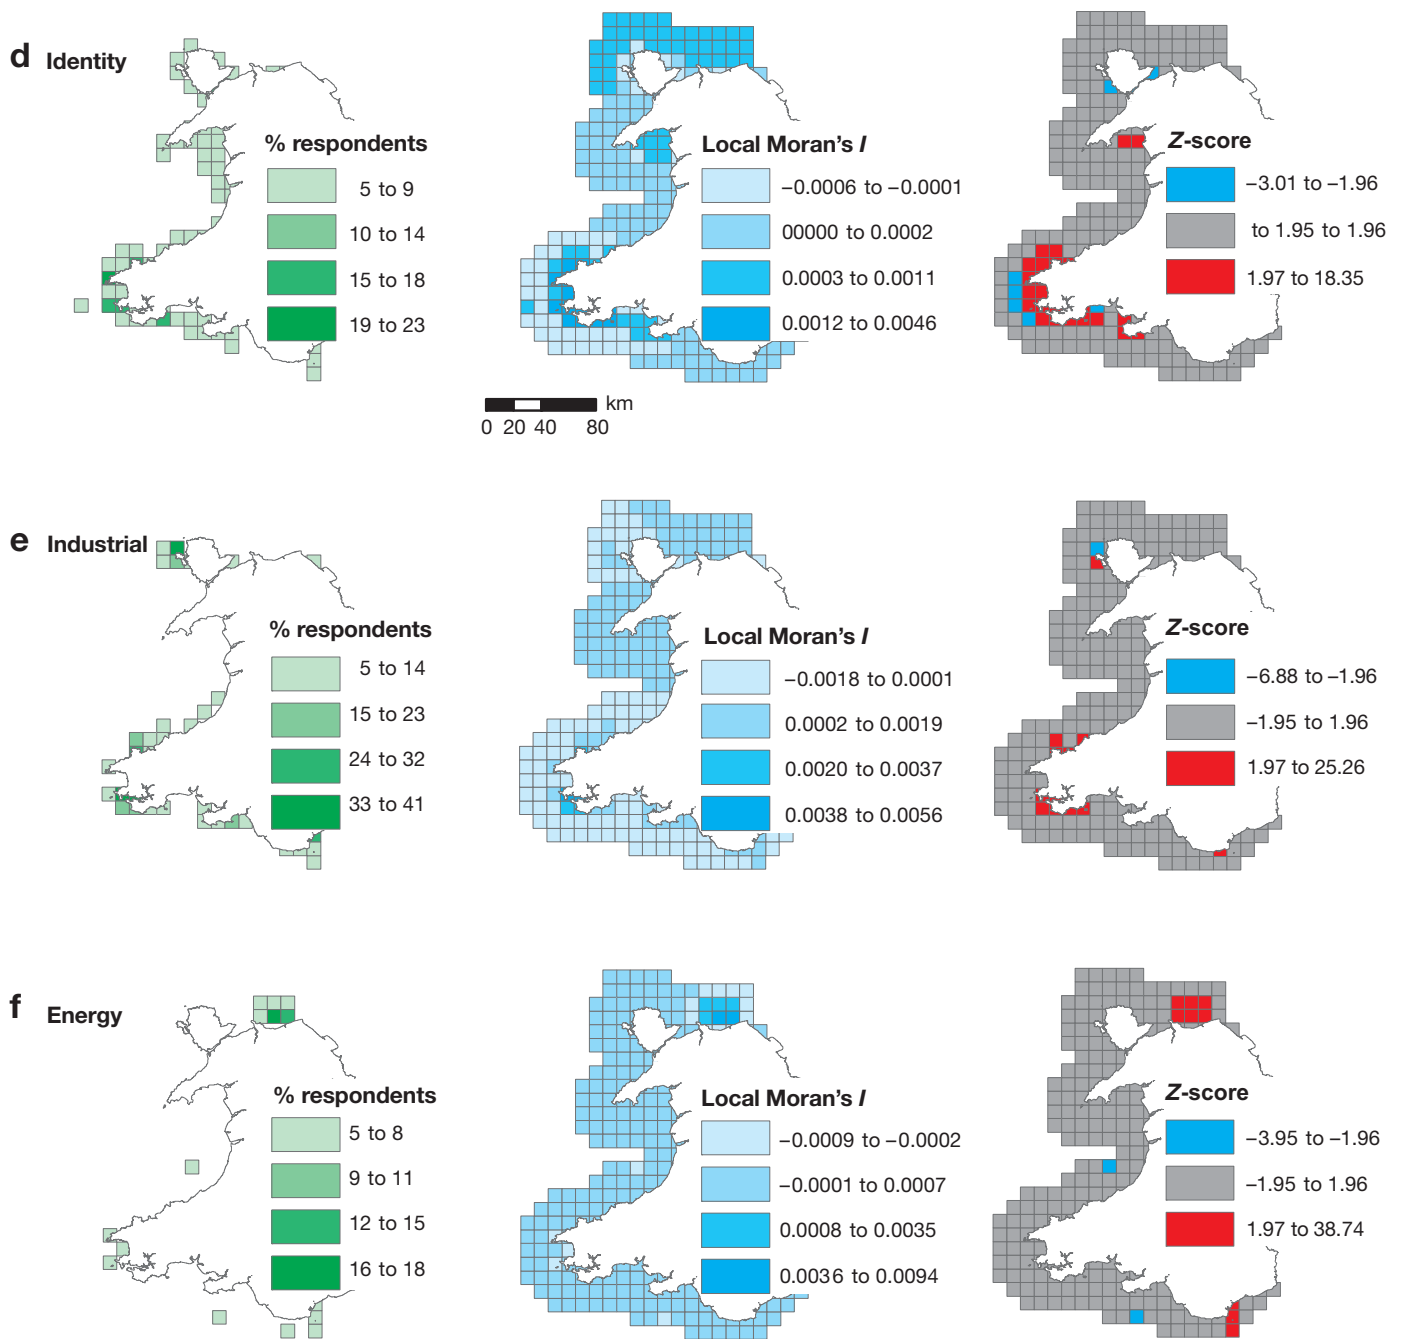 d Identity
% respondents
5 to 9
10 to 14
15 to 18
19 to 23
Local Moran's I
−0.0006 to −0.0001
00000 to 0.0002
0.0003 to 0.0011
0.0012 to 0.0046
Z-score
−3.01 to −1.96
to 1.95 to 1.96
1.97 to 18.35
km
0 20 40 80
e Industrial
% respondents
5 to 14
15 to 23
24 to 32
33 to 41
Local Moran's I
−0.0018 to 0.0001
0.0002 to 0.0019
0.0020 to 0.0037
0.0038 to 0.0056
Z-score
−6.88 to −1.96
−1.95 to 1.96
1.97 to 25.26
f Energy
% respondents
5 to 8
9 to 11
12 to 15
16 to 18
Local Moran's I
−0.0009 to −0.0002
−0.0001 to 0.0007
0.0008 to 0.0035
0.0036 to 0.0094
Z-score
−3.95 to −1.96
−1.95 to 1.96
1.97 to 38.74